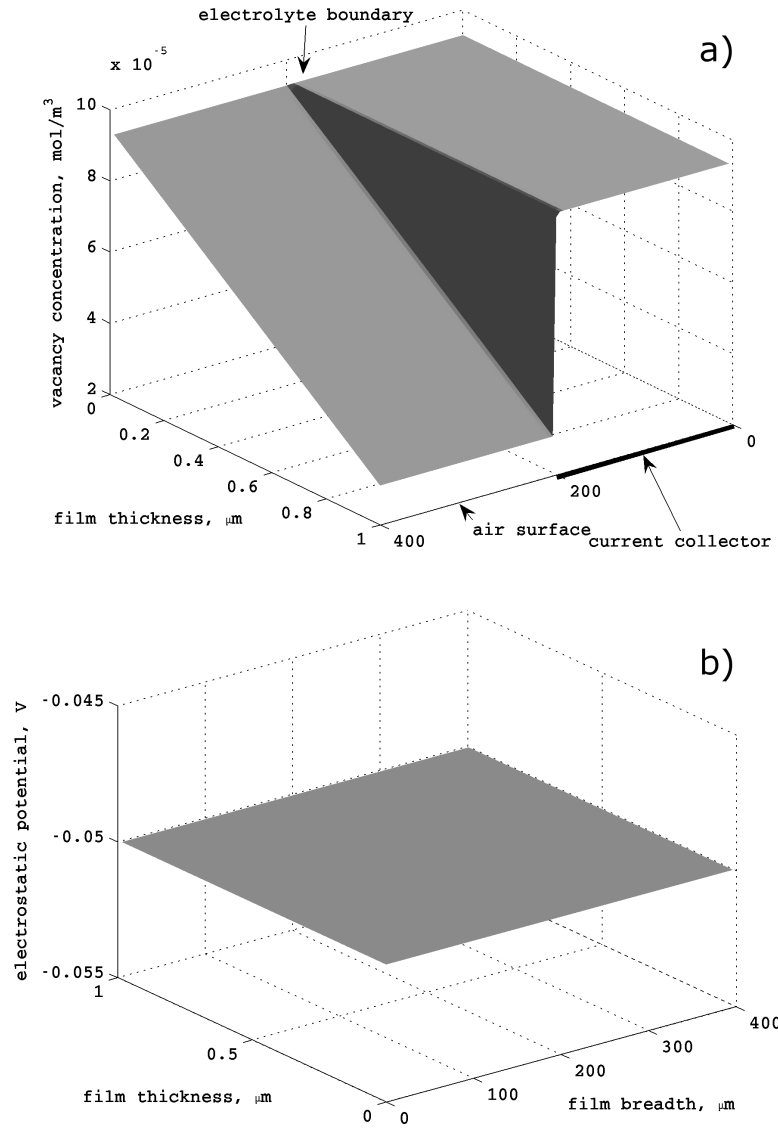 electrolyte boundary
a)
x 10-5
vacancy concentration, mol/m3
10
8
6
4
2
0
0.2
0.4
0.6
0.8
1
film thickness, µm
400
200
0
air surface
current collector
b)
electrostatic potential, V
-0.045
-0.05
-0.055
1
0.5
0
film thickness, µm
0
100
200
300
400
film breadth, µm